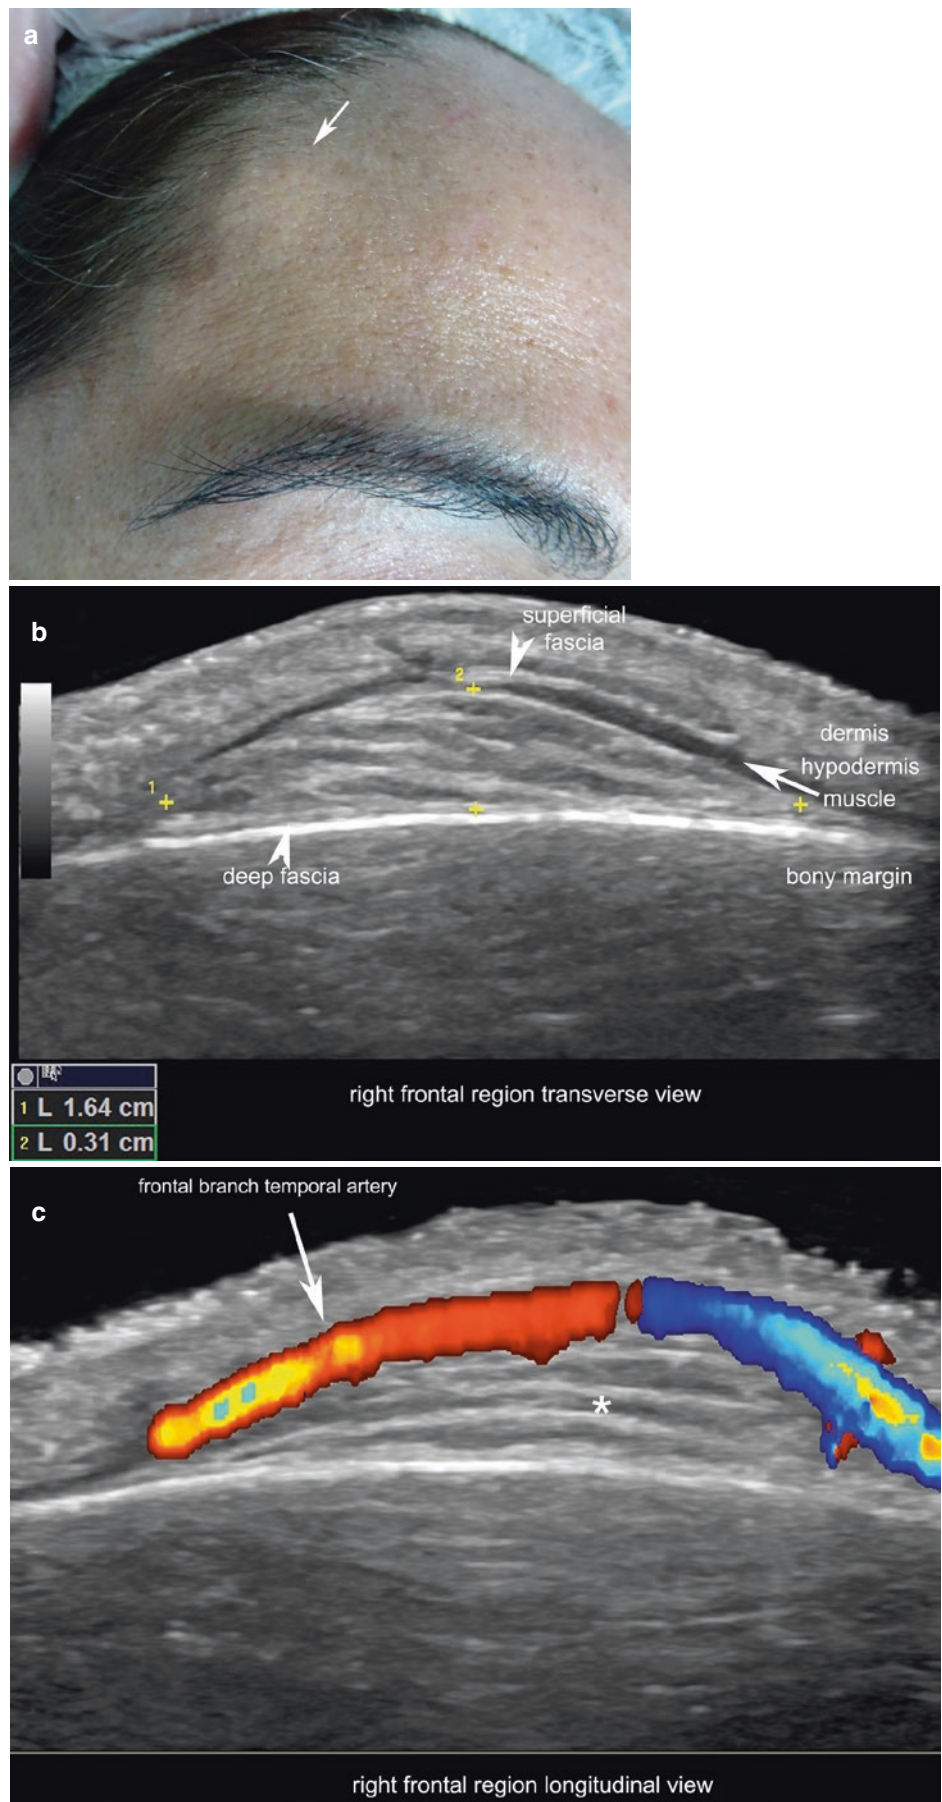 a
b
superficial
fascia
2
dermis
hypodermis
1
muscle
deep fascia
bony margin
1 L 1.64 cm
2 L 0.31 cm
right frontal region transverse view
frontal branch temporal artery
c
*
right frontal region longitudinal view